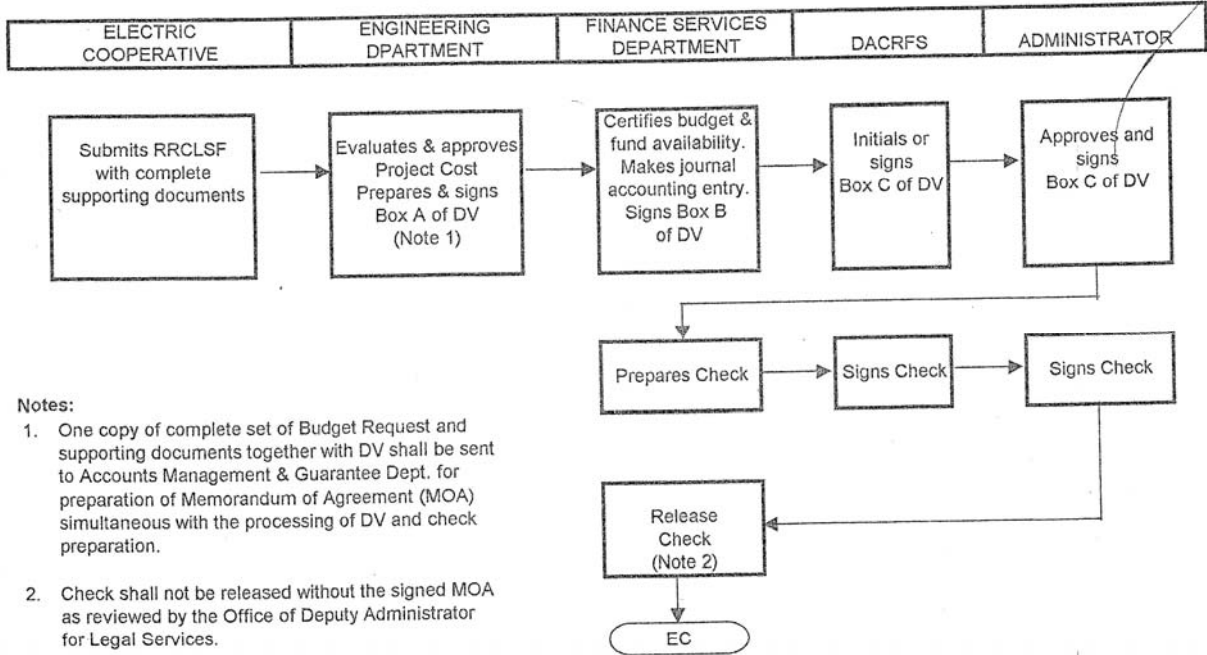 ELECTRIC
COOPERATIVE
ENGINEERING
DPARTMENT
FINANCE SERVICES
DEPARTMENT
DACRFS
ADMINISTRATOR
Submits RRCLSF
with complete
supporting documents
Evaluates & approves
Project Cost
Prepares & signs
Box A of DV
(Note 1)
Certifies budget &
fund availability.
Makes journal
accounting entry.
Signs Box B
of DV
Initials or
signs
Box C of DV
Approves and
signs
Box C of DV
Prepares Check
Signs Check
Signs Check
Release
Check
(Note 2)
EC
Notes:
1. One copy of complete set of Budget Request and
supporting documents together with DV shall be sent
to Accounts Management & Guarantee Dept. for
preparation of Memorandum of Agreement (MOA)
simultaneous with the processing of DV and check
preparation.
2. Check shall not be released without the signed MOA
as reviewed by the Office of Deputy Administrator
for Legal Services.